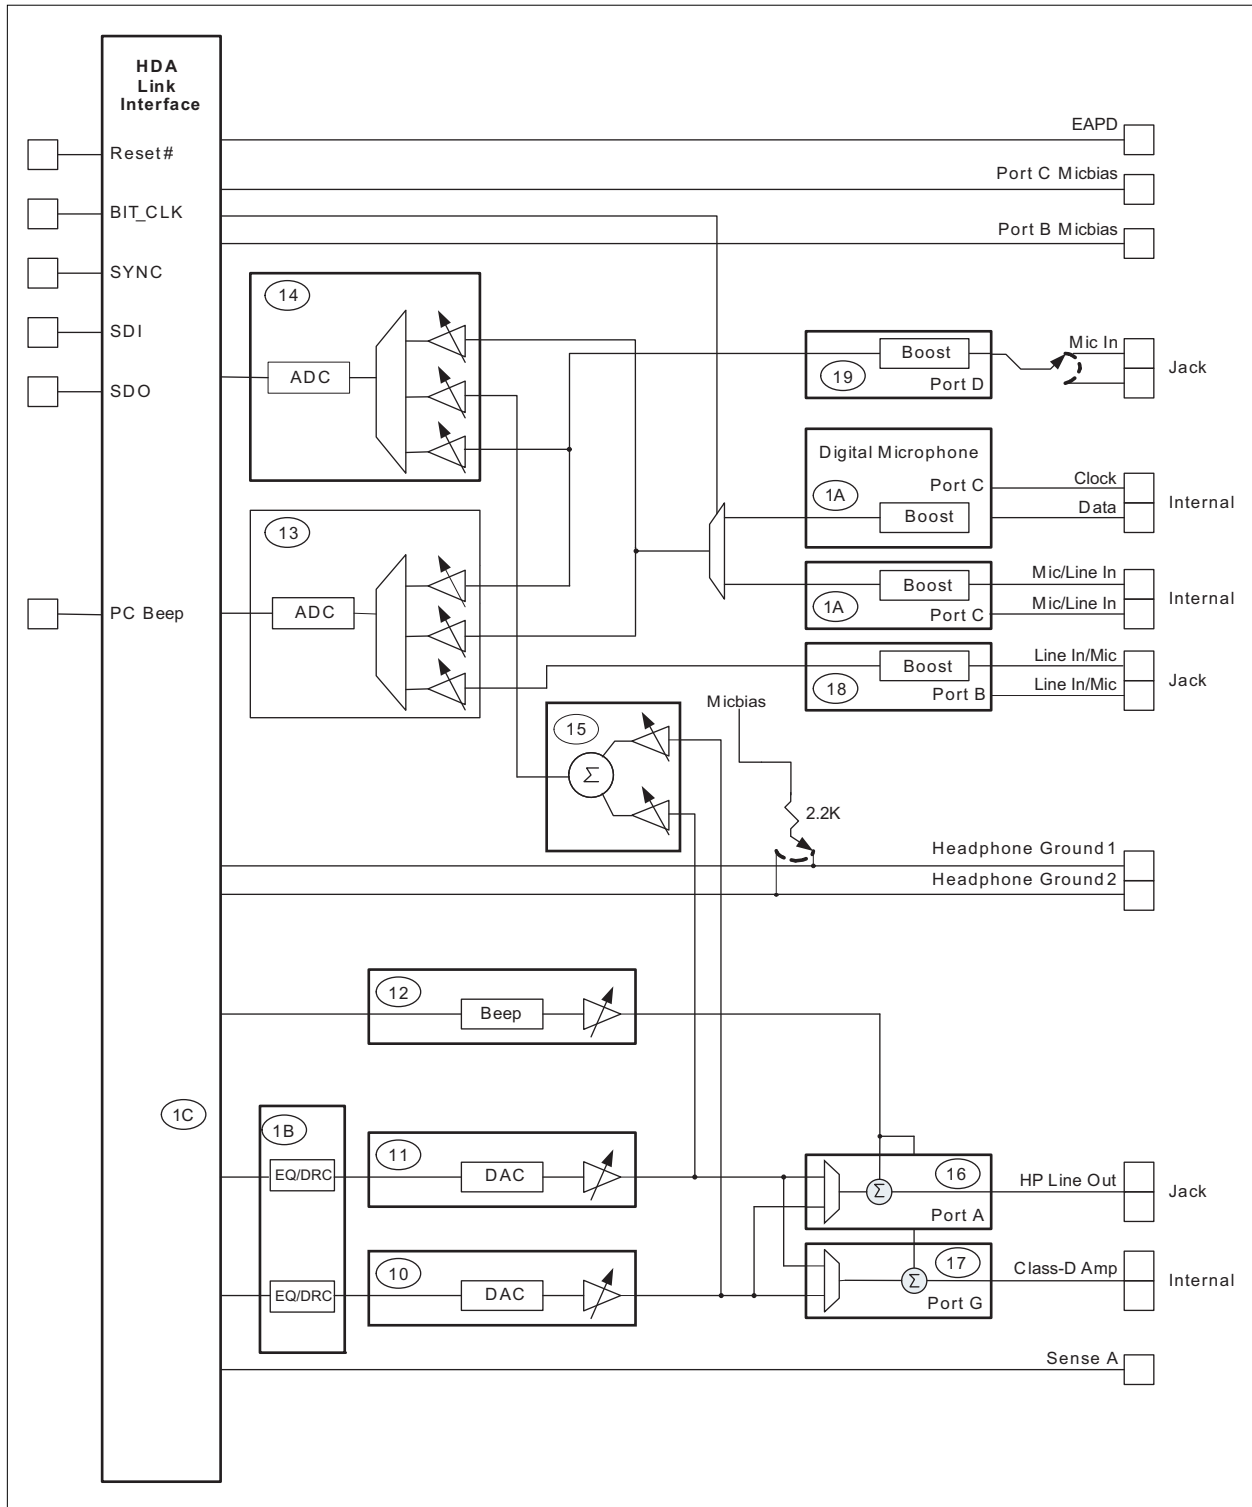 HDA
Link
Interface
Reset#
BIT_CLK
SYNC
SDI
SDO
PC Beep
1C
EAPD
Port C Micbias
Port B Micbias
14
ADC
13
ADC
Boost
19
Port D
Mic In
Jack
Digital Microphone
Port C
1A
Boost
Clock
Data
Internal
Boost
1A
Port C
Mic/Line In
Mic/Line In
Internal
Boost
18
Port B
Line In/Mic
Line In/Mic
Jack
15
Σ
Micbias
2.2K
Headphone Ground1
Headphone Ground2
12
Beep
1B
EQ/DRC
EQ/DRC
11
DAC
10
DAC
16
Σ
Port A
HP Line Out
Jack
17
Σ
Port G
Class-D Amp
Internal
Sense A